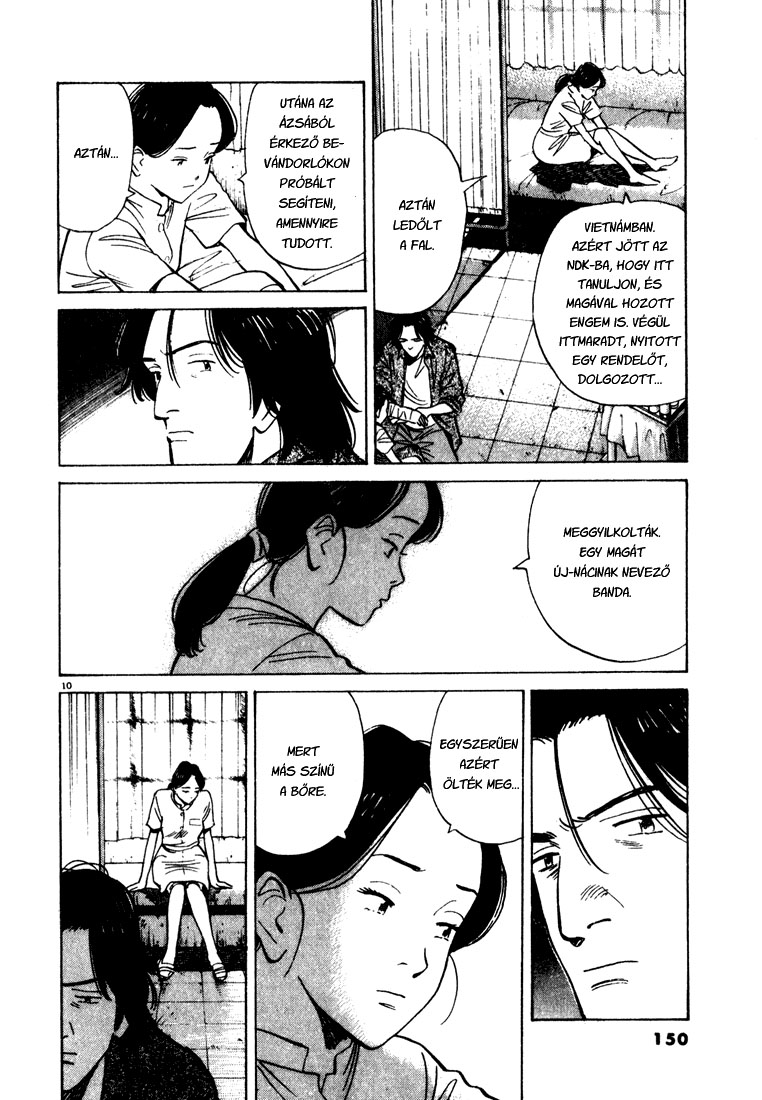 VIETNÁMBAN.
AZÉRT JÖTT AZ
NDK-BA, HOGY ITT
TANULJON, ÉS
MAGÁVAL HOZOTT
ENGEM IS. VÉGÜL
ITTMARADT, NYITOTT
EGY RENDELŐT,
DOLGOZOTT...
AZTÁN
LEDŐLT
A FAL.
UTÁNA AZ
ÁZSÁBÓL
ÉRKEZŐ BE-
VÁNDORLÓKON
PRÓBÁLT
SEGÍTENI,
AMENNYIRE
TUDOTT.
AZTÁN...
MEGGYILKOLTÁK.
EGY MAGÁT
ÚJ-NÁCINAK NEVEZŐ
BANDA.
10
EGYSZERŰEN
AZÉRT
ÖLTÉK MEG...
MERT
MÁS SZÍNŰ
A BŐRE.
150